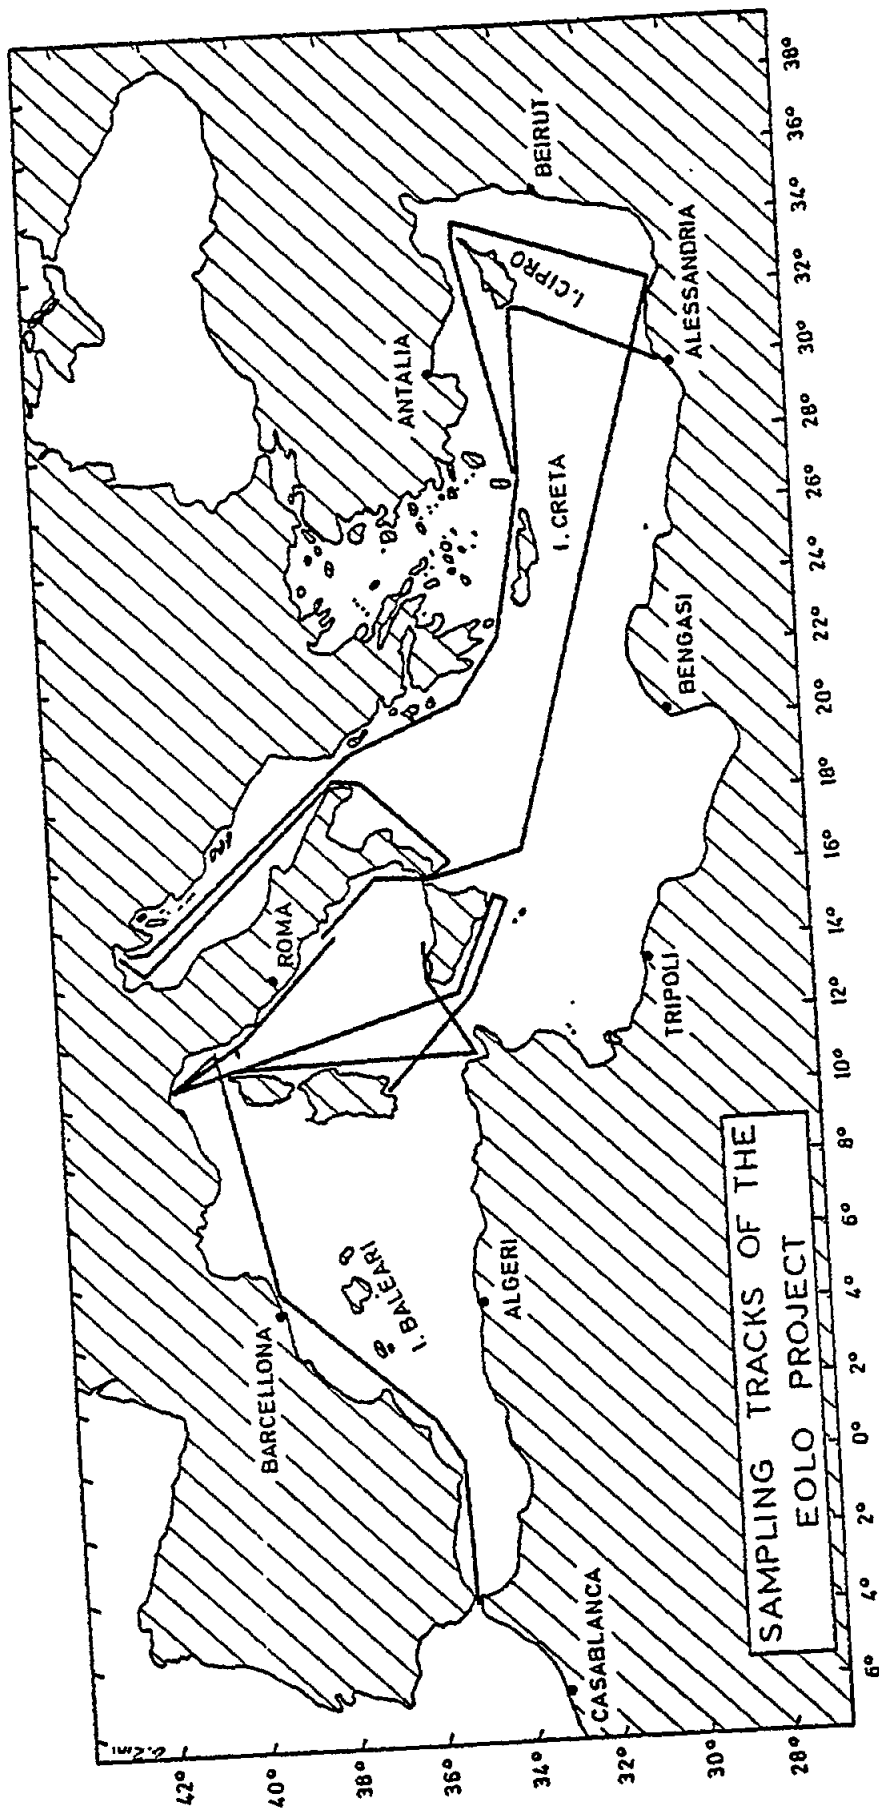 ANTALIA
BEIRUT
I. CIPRO
ALESSANDRIA
I. CRETA
BENGASI
ROMA
TRIPOLI
BARCELLONA
I. BALEARI
ALGERI
CASABLANCA
SAMPLING TRACKS OF THE
EOLO PROJECT
42° 40° 38° 36° 34° 32° 30° 28°
6° 4° 2° 0° 2° 4° 6° 8° 10° 12° 14° 16° 18° 20° 22° 24° 26° 28° 30° 32° 34° 36° 38°